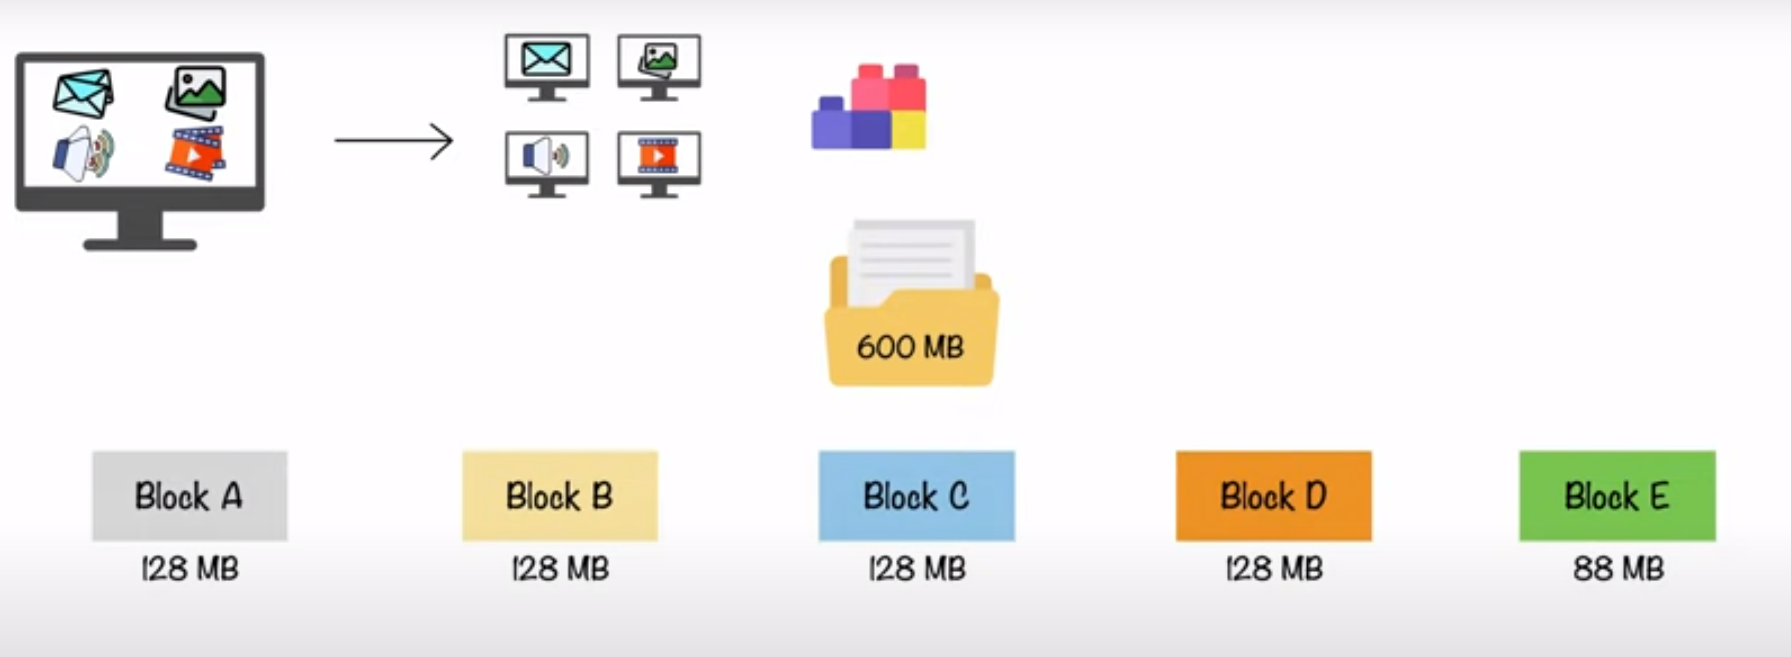 600 MB
Block A
Block B
Block C
Block D
Block E
128 MB
128 MB
128 MB
128 MB
88 MB